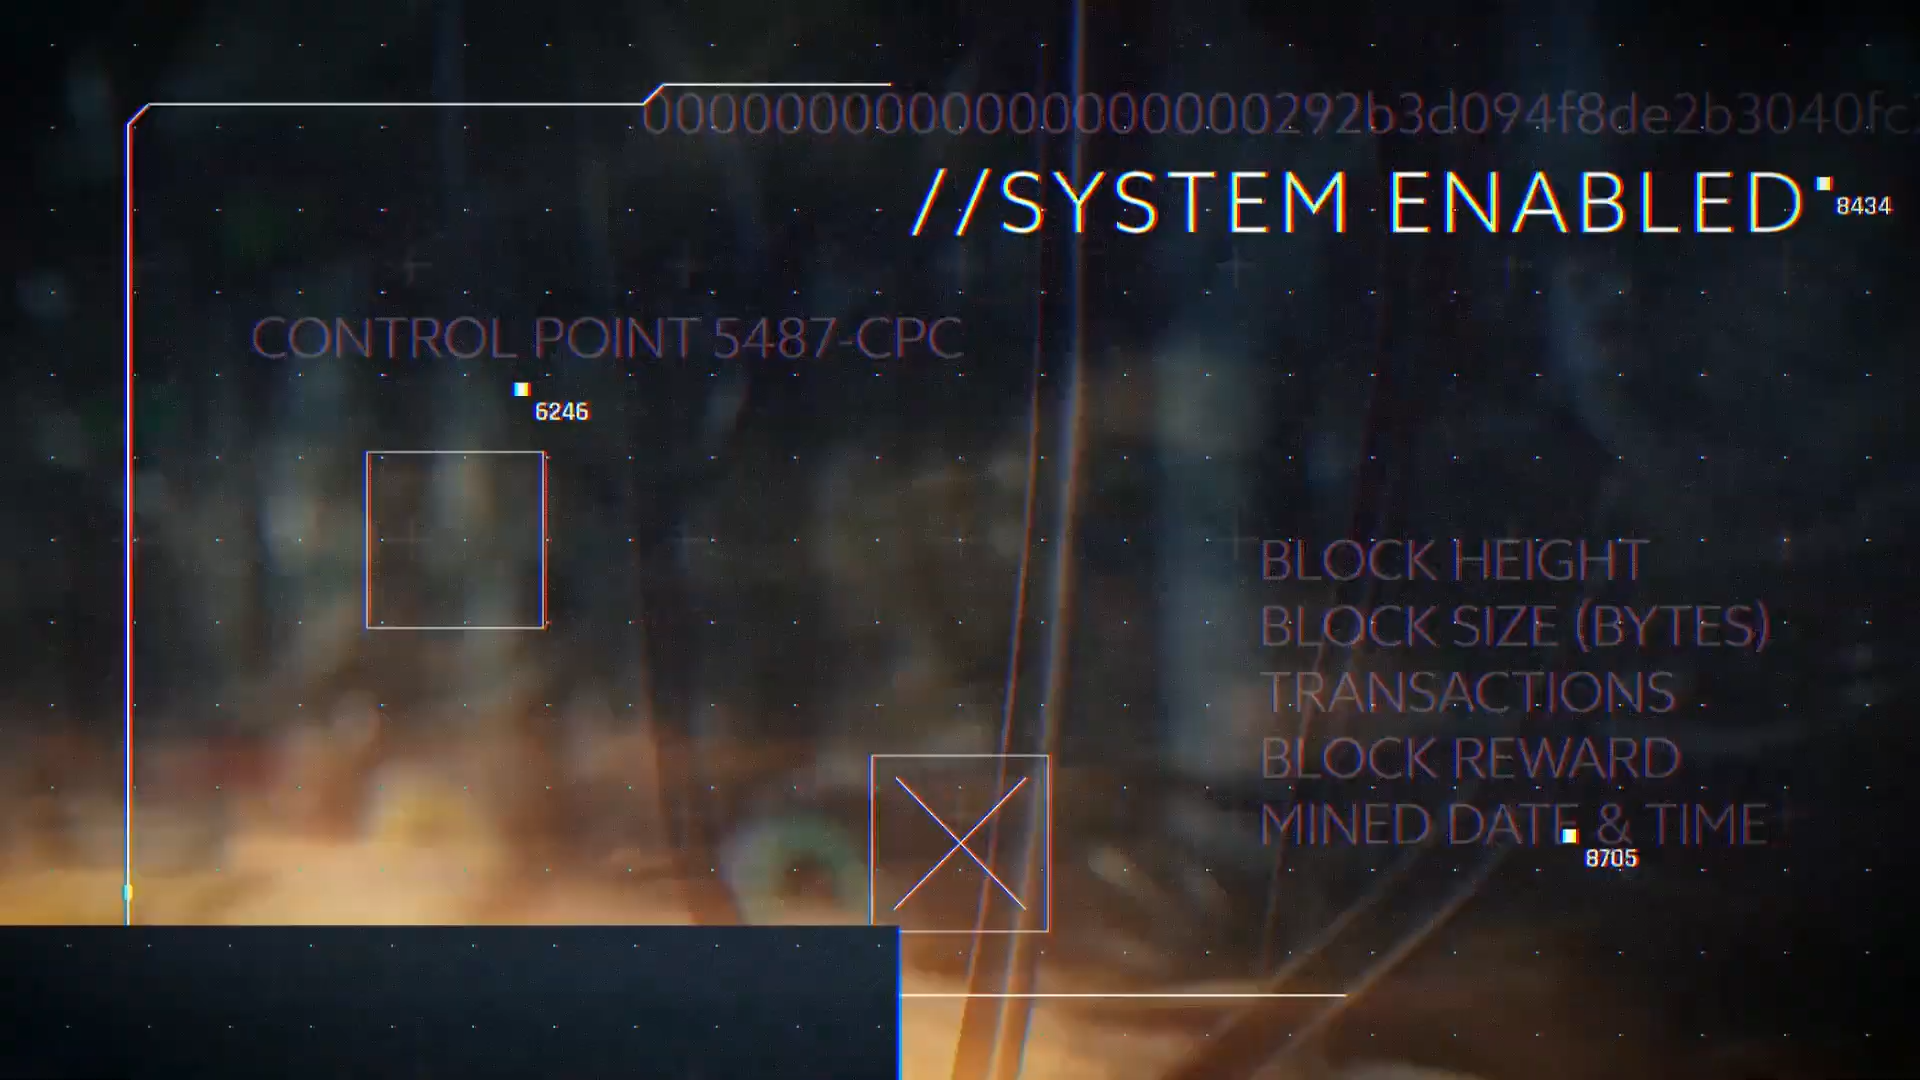 0000000000000000000292b3d094f8de2b3040fc
//SYSTEM ENABLED
8434
CONTROL POINT 5487-CPC
6246
BLOCK HEIGHT
BLOCK SIZE (BYTES)
TRANSACTIONS
BLOCK REWARD
MINED DATE & TIME
8705